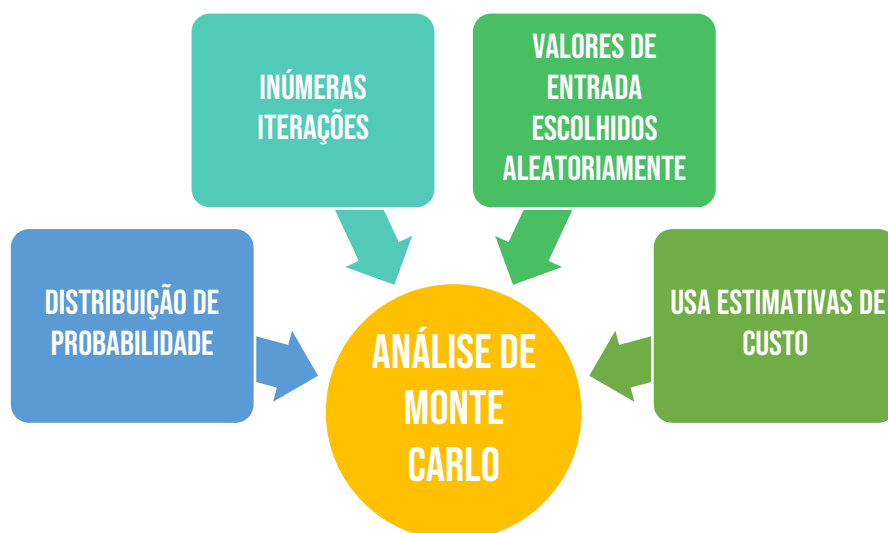 DISTRIBUIÇÃO DE
PROBABILIDADE
INÚMERAS
ITERAÇÕES
VALORES DE
ENTRADA
ESCOLHIDOS
ALEATORIAMENTE
USA ESTIMATIVAS DE
CUSTO
ANÁLISE DE
MONTE
CARLO